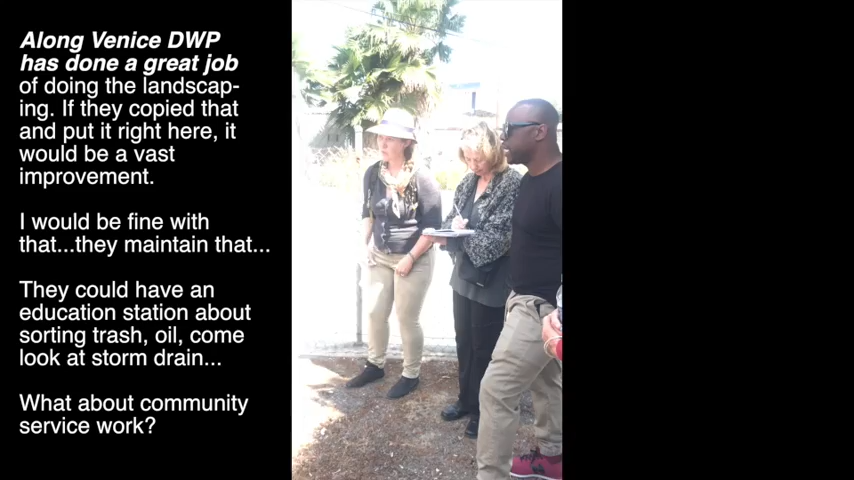 Along Venice DWP
has done a great job
of doing the landscap-
ing. If they copied that
and put it right here, it
would be a vast
improvement.
I would be fine with
that...they maintain that...
They could have an
education station about
sorting trash, oil, come
look at storm drain...
What about community
service work?